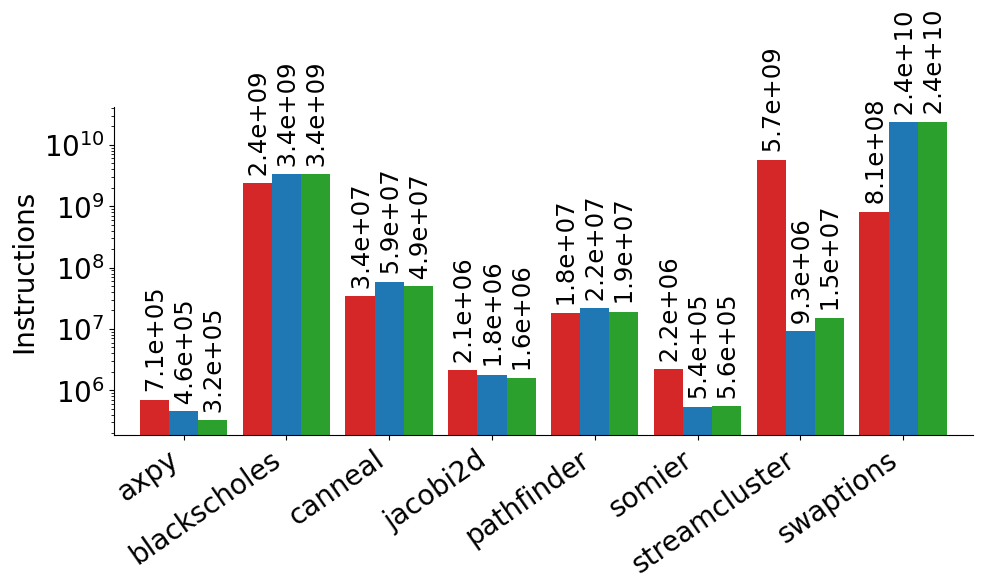 Instructions
10^10
10^9
10^8
10^7
10^6
7.1e+05
4.6e+05
3.2e+05
2.4e+09
3.4e+09
3.4e+09
3.4e+07
5.9e+07
4.9e+07
2.1e+06
1.8e+06
1.6e+06
1.8e+07
2.2e+07
1.9e+07
2.2e+06
5.4e+05
5.6e+05
5.7e+09
9.3e+06
1.5e+07
8.1e+08
2.4e+10
2.4e+10
axpy
blackscholes
canneal
jacobi2d
pathfinder
somier
streamcluster
swaptions